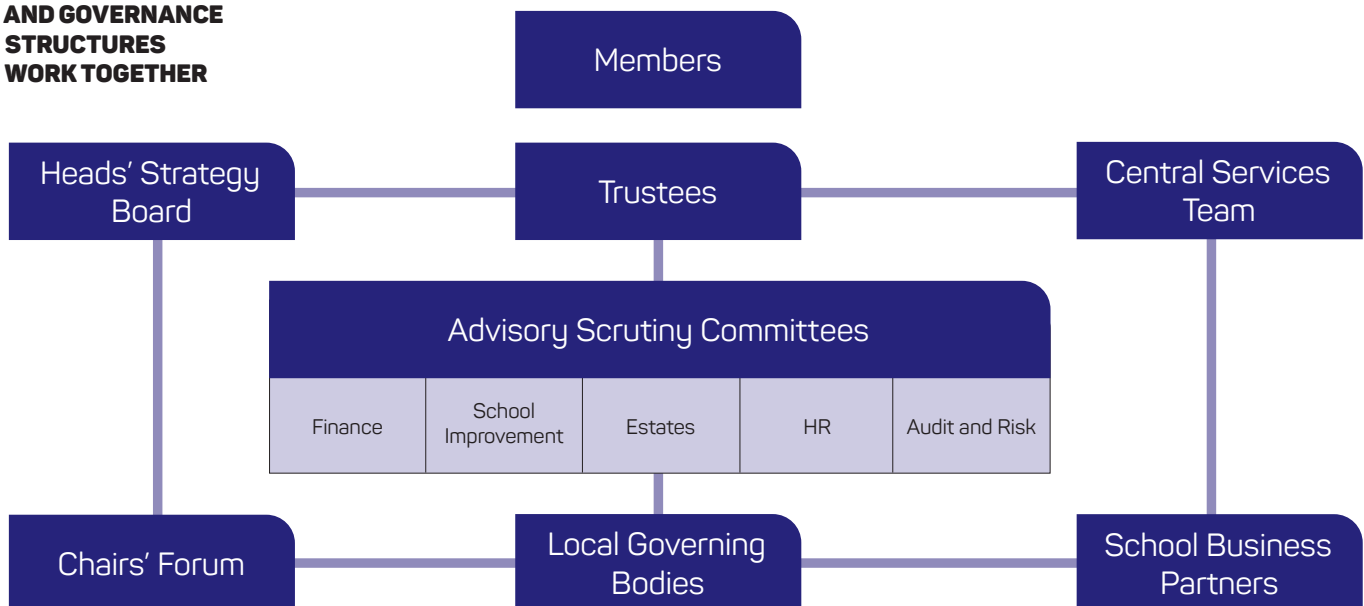 AND GOVERNANCE
STRUCTURES
WORK TOGETHER
Members
Heads’ Strategy
Board
Trustees
Central Services
Team
Advisory Scrutiny Committees
Finance
School
Improvement
Estates
HR
Audit and Risk
Chairs’ Forum
Local Governing
Bodies
School Business
Partners